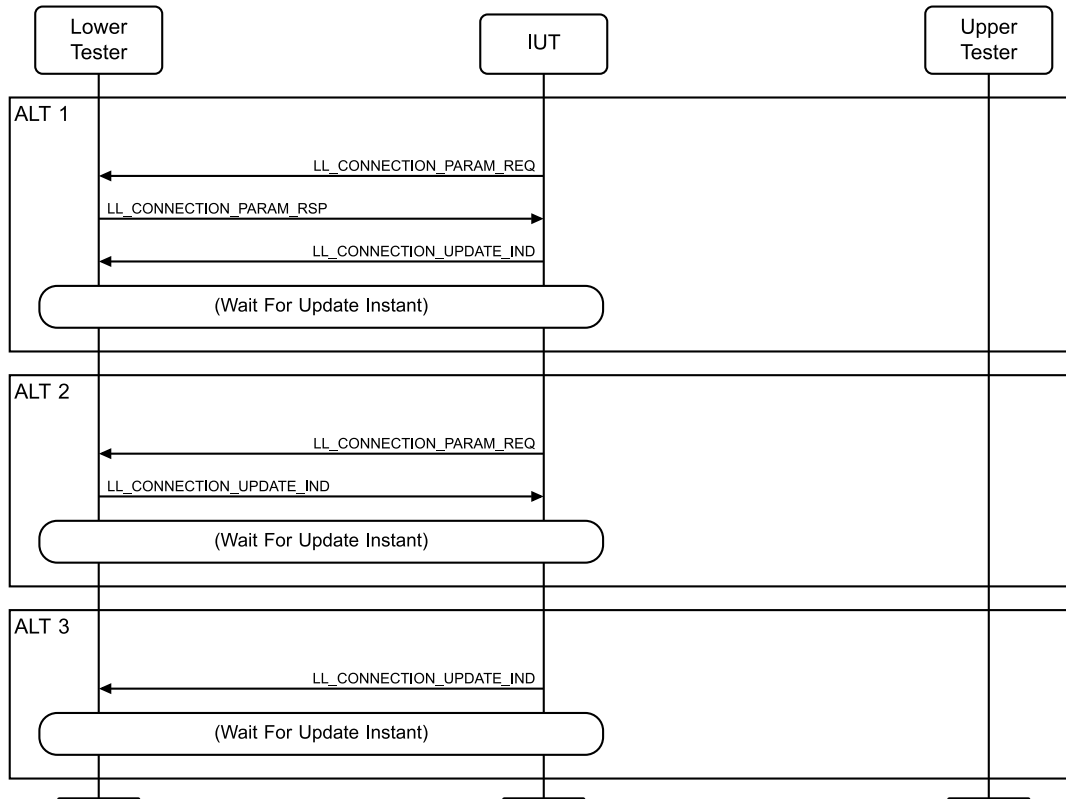 Lower
Tester
IUT
Upper
Tester
ALT 1
LL_CONNECTION_PARAM_REQ
LL_CONNECTION_PARAM_RSP
LL_CONNECTION_UPDATE_IND
(Wait For Update Instant)
ALT 2
LL_CONNECTION_PARAM_REQ
LL_CONNECTION_UPDATE_IND
(Wait For Update Instant)
ALT 3
LL_CONNECTION_UPDATE_IND
(Wait For Update Instant)